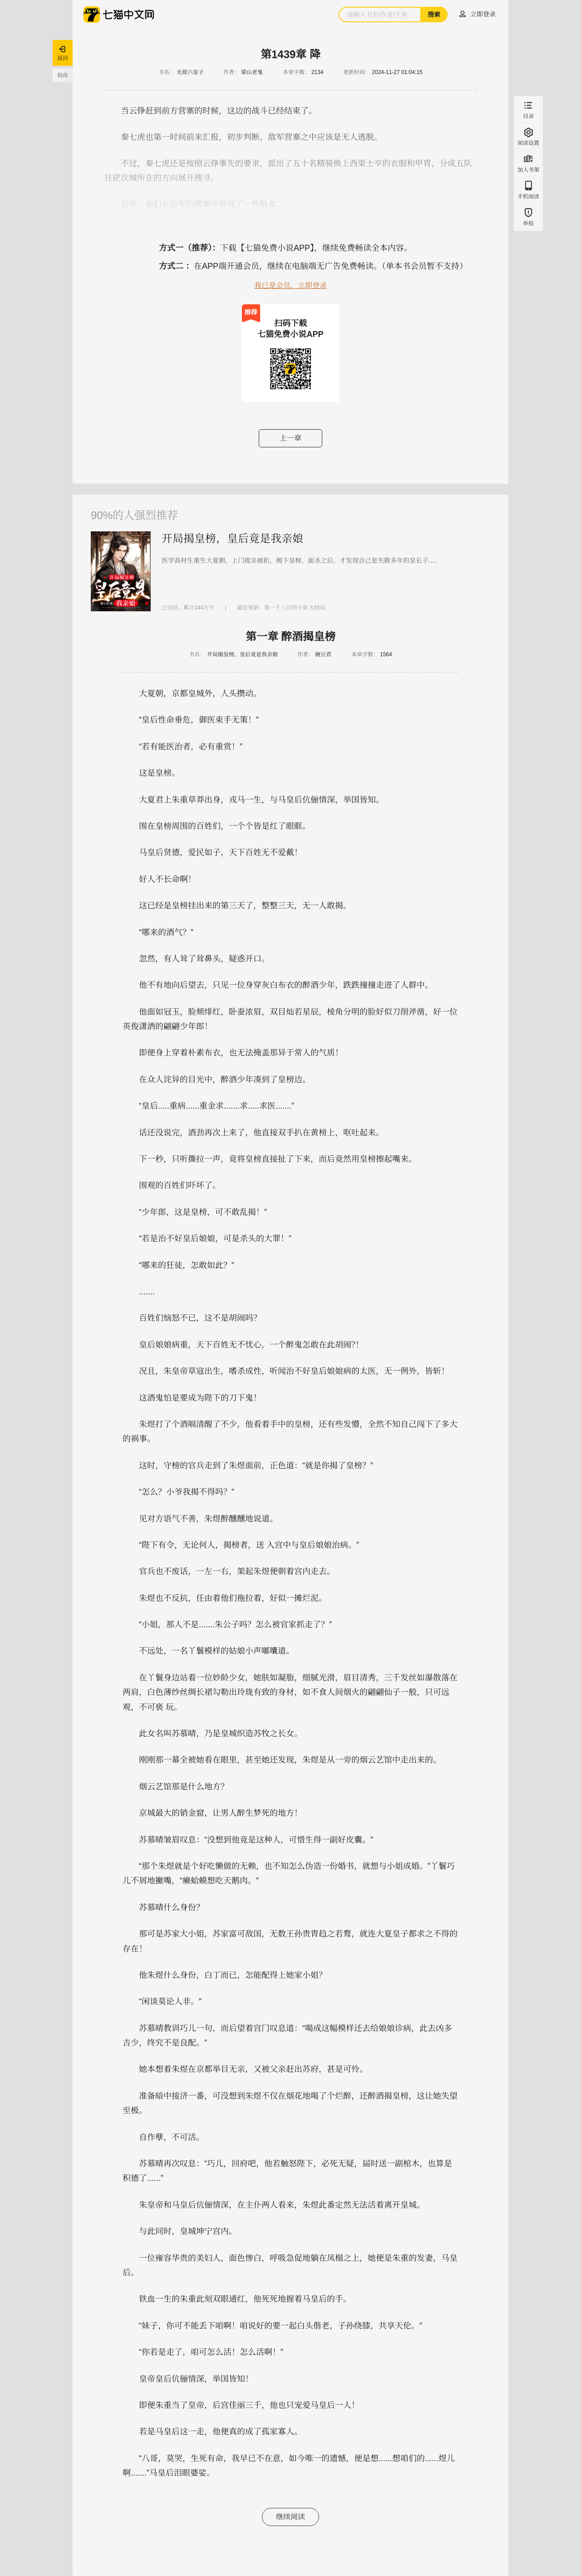 七猫中文网
请输入书名/作者/主角
搜索
立即登录
返回
指南
目录
阅读设置
加入书架
手机阅读
举报
第1439章 降
书名： 无敌六皇子 作者： 梁山老鬼 本章字数： 2134 更新时间： 2024-11-27 01:04:15
当云铮赶到前方营寨的时候，这边的战斗已经结束了。
秦七虎也第一时间前来汇报，初步判断，敌军营寨之中应该是无人逃脱。
不过，秦七虎还是按照云铮事先的要求，派出了五十名精骑换上西渠士卒的衣服和甲胄，分成五队
往茫次城所在的方向展开搜寻。
另外，他们在敌军的营寨中发现了一些粮食。
方式一（推荐）：下载【七猫免费小说APP】，继续免费畅读全本内容。
方式二 ：在APP端开通会员，继续在电脑端无广告免费畅读。（单本书会员暂不支持）
我已是会员，立即登录
推荐
扫码下载
七猫免费小说APP
上一章
90%的人强烈推荐
开局揭皇榜，皇后竟是我亲娘
医学高材生重生大夏朝，上门提亲被拒，揭下皇榜，面圣之后，才发现自己是失散多年的皇长子.....
已完结，累计144万字 | 最近更新：第一千三百四十章 大结局
第一章 醉酒揭皇榜
书名： 开局揭皇榜，皇后竟是我亲娘 作者： 豌豆君 本章字数： 1564
大夏朝，京都皇城外，人头攒动。
“皇后性命垂危，御医束手无策！”
“若有能医治者，必有重赏！”
这是皇榜。
大夏君上朱重草莽出身，戎马一生，与马皇后伉俪情深，举国皆知。
围在皇榜周围的百姓们，一个个皆是红了眼眶。
马皇后贤德，爱民如子，天下百姓无不爱戴！
好人不长命啊！
这已经是皇榜挂出来的第三天了，整整三天，无一人敢揭。
“哪来的酒气？”
忽然，有人耸了耸鼻头，疑惑开口。
他不有地向后望去，只见一位身穿灰白布衣的醉酒少年，跌跌撞撞走进了人群中。
他面如冠玉，脸颊绯红，卧蚕浓眉，双目灿若星辰，棱角分明的脸好似刀削斧凿，好一位
英俊潇洒的翩翩少年郎！
即便身上穿着朴素布衣，也无法掩盖那异于常人的气质！
在众人诧异的目光中，醉酒少年凑到了皇榜边。
“皇后.....重病......重金求.......求.....求医.......”
话还没说完，酒劲再次上来了，他直接双手扒在黄榜上，呕吐起来。
下一秒，只听撕拉一声，竟将皇榜直接扯了下来，而后竟然用皇榜擦起嘴来。
围观的百姓们吓坏了。
“少年郎，这是皇榜，可不敢乱揭！”
“若是治不好皇后娘娘，可是杀头的大罪！”
“哪来的狂徒，怎敢如此？”
.......
百姓们恼怒不已，这不是胡闹吗？
皇后娘娘病重，天下百姓无不忧心，一个醉鬼怎敢在此胡闹？！
况且，朱皇帝草寇出生，嗜杀成性，听闻治不好皇后娘娘病的太医，无一例外，皆斩！
这酒鬼怕是要成为陛下的刀下鬼！
朱煜打了个酒嗝清醒了不少，他看着手中的皇榜，还有些发懵，全然不知自己闯下了多大
的祸事。
这时，守榜的官兵走到了朱煜面前，正色道：“就是你揭了皇榜？”
“怎么？小爷我揭不得吗？”
见对方语气不善，朱煜醉醺醺地说道。
“陛下有令，无论何人，揭榜者，送 入宫中与皇后娘娘治病。”
官兵也不废话，一左一右，架起朱煜便朝着宫内走去。
朱煜也不反抗，任由着他们拖拉着，好似一摊烂泥。
“小姐，那人不是.......朱公子吗？怎么被官家抓走了？”
不远处，一名丫鬟模样的姑娘小声嘟囔道。
在丫鬟身边站着一位妙龄少女，她肤如凝脂，细腻光滑，眉目清秀，三千发丝如瀑散落在
两肩，白色薄纱丝绸长裙勾勒出玲珑有致的身材，如不食人间烟火的翩翩仙子一般，只可远
观，不可亵 玩。
此女名叫苏慕晴，乃是皇城织造苏牧之长女。
刚刚那一幕全被她看在眼里，甚至她还发现，朱煜是从一旁的烟云艺馆中走出来的。
烟云艺馆那是什么地方？
京城最大的销金窟，让男人醉生梦死的地方！
苏慕晴皱眉叹息：“没想到他竟是这种人，可惜生得一副好皮囊。”
“那个朱煜就是个好吃懒做的无赖，也不知怎么伪造一份婚书，就想与小姐成婚。”丫鬟巧
儿不屑地撇嘴，“癞蛤蟆想吃天鹅肉。”
苏慕晴什么身份？
那可是苏家大小姐，苏家富可敌国，无数王孙贵胄趋之若鹜，就连大夏皇子都求之不得的
存在！
他朱煜什么身份，白丁而已，怎能配得上她家小姐？
“闲谈莫论人非。”
苏慕晴教训巧儿一句，而后望着宫门叹息道：“喝成这幅模样还去给娘娘诊病，此去凶多
吉少，终究不是良配。”
她本想着朱煜在京都举目无亲，又被父亲赶出苏府，甚是可怜。
准备暗中接济一番，可没想到朱煜不仅在烟花地喝了个烂醉，还醉酒揭皇榜，这让她失望
至极。
自作孽，不可活。
苏慕晴再次叹息：“巧儿，回府吧，他若触怒陛下，必死无疑，届时送一副棺木，也算是
积德了......”
朱皇帝和马皇后伉俪情深，在主仆两人看来，朱煜此番定然无法活着离开皇城。
与此同时，皇城坤宁宫内。
一位雍容华贵的美妇人，面色惨白，呼吸急促地躺在凤榻之上，她便是朱重的发妻，马皇
后。
铁血一生的朱重此刻双眼通红，他死死地握着马皇后的手。
“妹子，你可不能丢下咱啊！咱说好的要一起白头偕老，子孙绕膝，共享天伦。”
“你若是走了，咱可怎么活！怎么活啊！”
皇帝皇后伉俪情深，举国皆知！
即便朱重当了皇帝，后宫佳丽三千，他也只宠爱马皇后一人！
若是马皇后这一走，他便真的成了孤家寡人。
“八哥，莫哭，生死有命，我早已不在意，如今唯一的遗憾，便是想......想咱们的......煜儿
啊.......”马皇后泪眼婆娑。
继续阅读